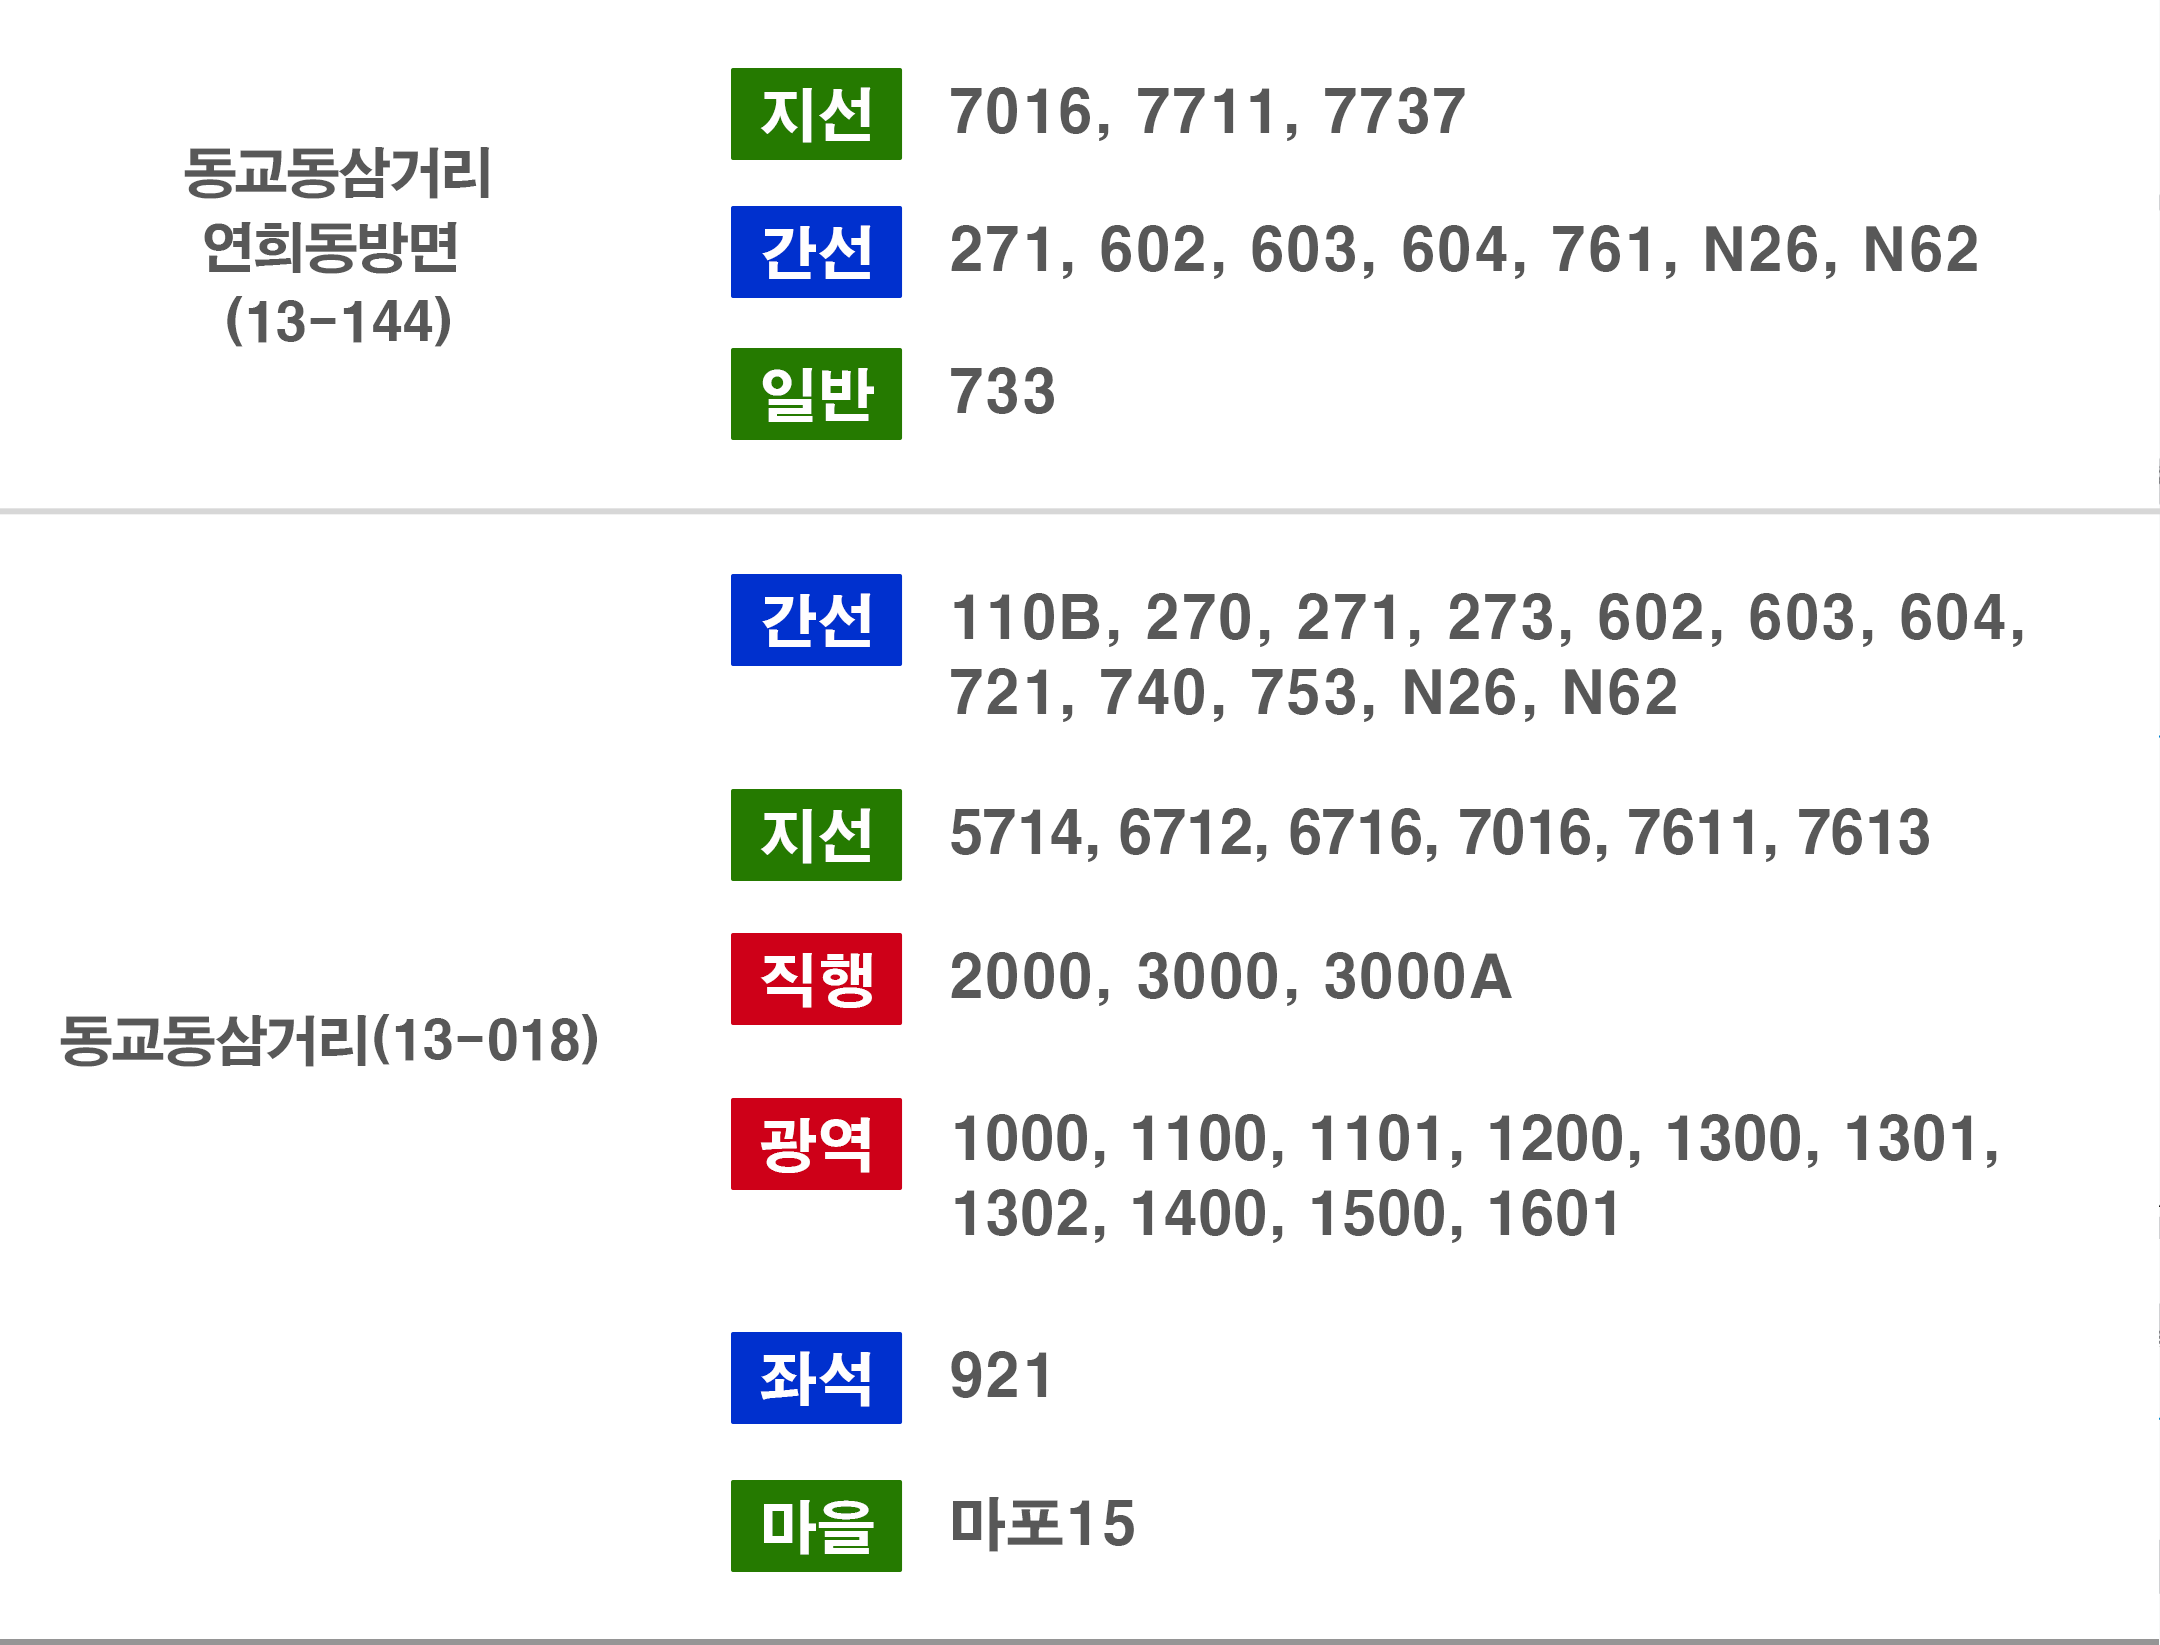 동교동삼거리
연희동방면
(13-144)
지선 7016, 7711, 7737
간선 271, 602, 603, 604, 761, N26, N62
일반 733
동교동삼거리(13-018)
간선 110B, 270, 271, 273, 602, 603, 604,
721, 740, 753, N26, N62
지선 5714, 6712, 6716, 7016, 7611, 7613
직행 2000, 3000, 3000A
광역 1000, 1100, 1101, 1200, 1300, 1301,
1302, 1400, 1500, 1601
좌석 921
마을 마포15